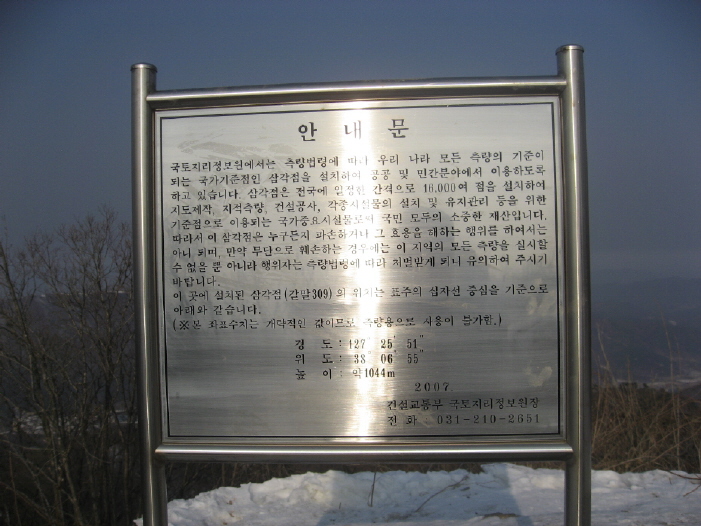 안 내 문
국토지리정보원에서는 측량법령에 따라 우리 나라 모든 측량의 기준이
되는 국가기준점인 삼각점을 설치하여 공공 및 민간분야에서 이용하도록
하고 있습니다. 삼각점은 전국에 일정한 간격으로 16,000여 점을 설치하여
지도제작, 지적측량, 건설공사, 각종시설물의 설치 및 유지관리 등을 위한
기준점으로 이용되는 국가중요시설물로써 국민 모두의 소중한 재산입니다.
따라서 이 삼각점은 누구든지 파손하거나 그 효용을 해하는 행위를 하여서는
아니 되며, 만약 무단으로 훼손하는 경우에는 이 지역의 모든 측량을 실시할
수 없을 뿐 아니라 행위자는 측량법령에 따라 처벌받게 되니 유의하여 주시기
바랍니다.
이 곳에 설치된 삼각점(갈말309) 의 위치는 표주의 십자선 중심을 기준으로
아래와 같습니다.
(※본 좌표수치는 개략적인 값이므로 측량용으로 사용이 불가함.)
경 도 : 127° 25′ 51″
위 도 : 38° 06′ 55″
높 이 : 약1044m
2007.
건설교통부 국토지리정보원장
전 화 031-210-2651